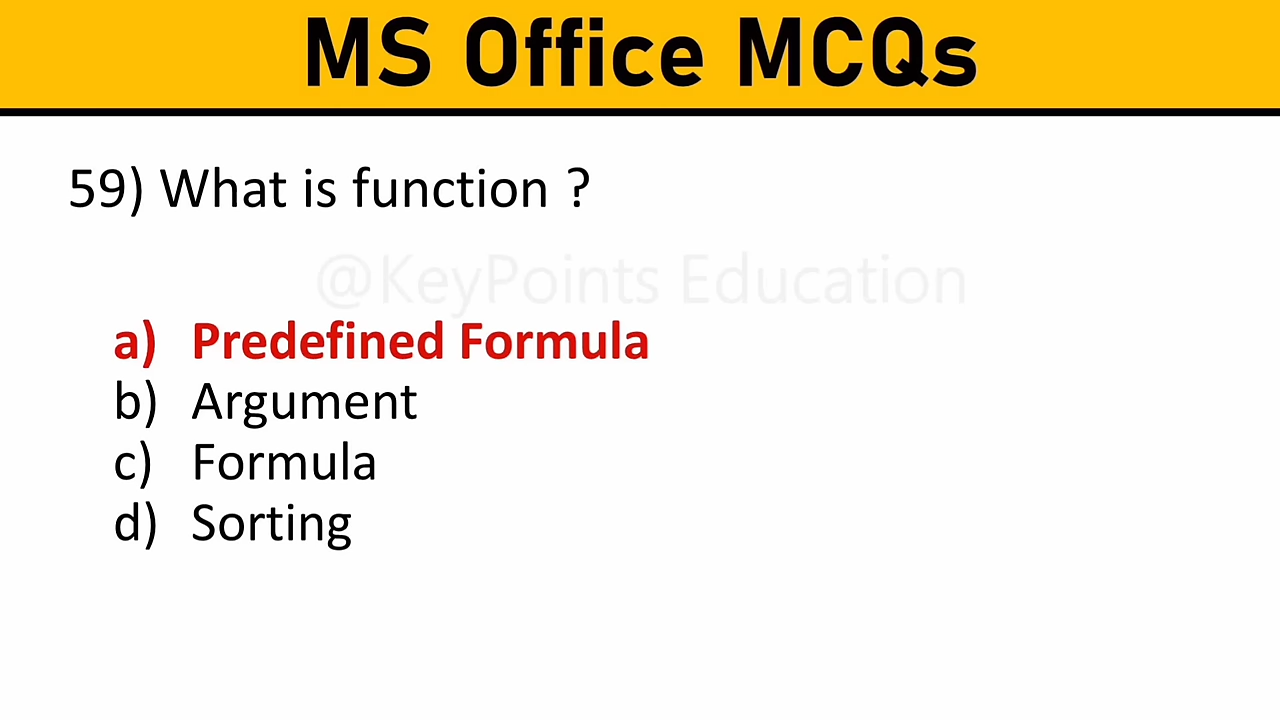 MS Office MCQs
59) What is function ?
@KeyPoints Education
a) Predefined Formula
b) Argument
c) Formula
d) Sorting